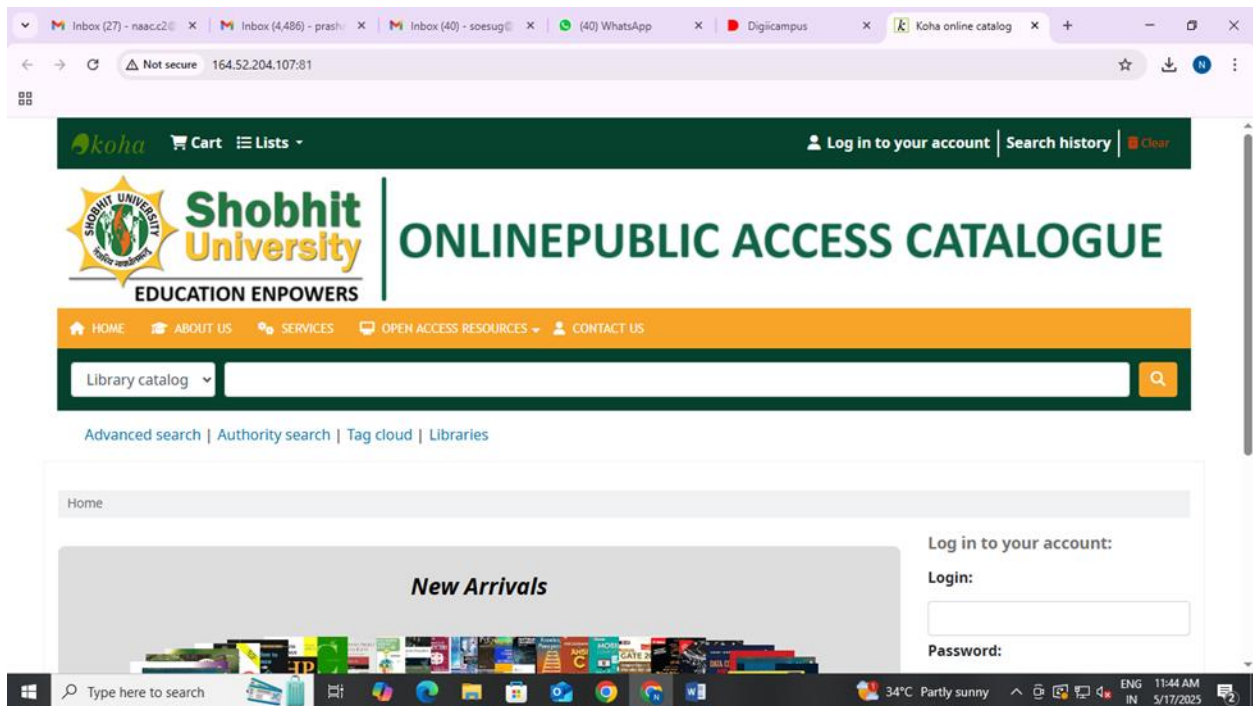 Inbox (27) - naac.c2@ Inbox (4,486) - prash Inbox (40) - soesug@ (40) WhatsApp Digiicampus Koha online catalog
Not secure 164.52.204.107:81 N
koha Cart Lists Log in to your account Search history Clear
SHOBHIT UNIVERSITY
Shobhit
University
EDUCATION ENPOWERS
ONLINEPUBLIC ACCESS CATALOGUE
HOME ABOUT US SERVICES OPEN ACCESS RESOURCES CONTACT US
Library catalog
Advanced search | Authority search | Tag cloud | Libraries
Home
New Arrivals
Log in to your account:
Login:
Password:
Type here to search 34°C Partly sunny ENG 11:44 AM
IN 5/17/2025 2